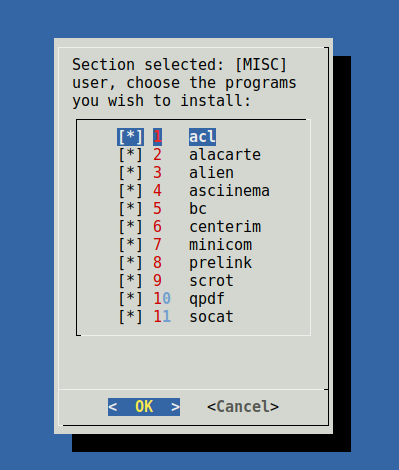 Section selected: [MISC]
user, choose the programs
you wish to install:
[*] 1 acl
[*] 2 alacarte
[*] 3 alien
[*] 4 asciinema
[*] 5 bc
[*] 6 centerim
[*] 7 minicom
[*] 8 prelink
[*] 9 scrot
[*] 10 qpdf
[*] 11 socat
< OK > <Cancel>